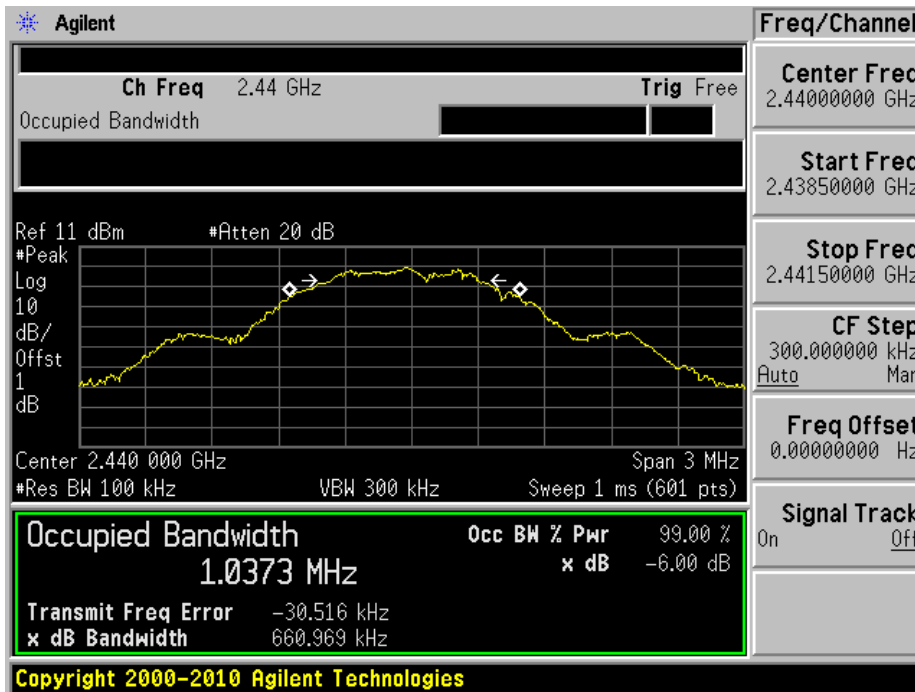 Agilent
Freq/Channel
Ch Freq 2.44 GHz Trig Free
Occupied Bandwidth
Center Freq
2.44000000 GHz
Start Freq
2.43850000 GHz
Stop Freq
2.44150000 GHz
CF Step
300.000000 kHz
Auto Man
Freq Offset
0.00000000 Hz
Signal Track
On Off
Ref 11 dBm #Atten 20 dB
#Peak
Log
10
dB/
Offst
1
dB
Center 2.440 000 GHz Span 3 MHz
#Res BW 100 kHz VBW 300 kHz Sweep 1 ms (601 pts)
Occupied Bandwidth
1.0373 MHz
Occ BW % Pwr 99.00 %
x dB -6.00 dB
Transmit Freq Error -30.516 kHz
x dB Bandwidth 660.969 kHz
Copyright 2000-2010 Agilent Technologies